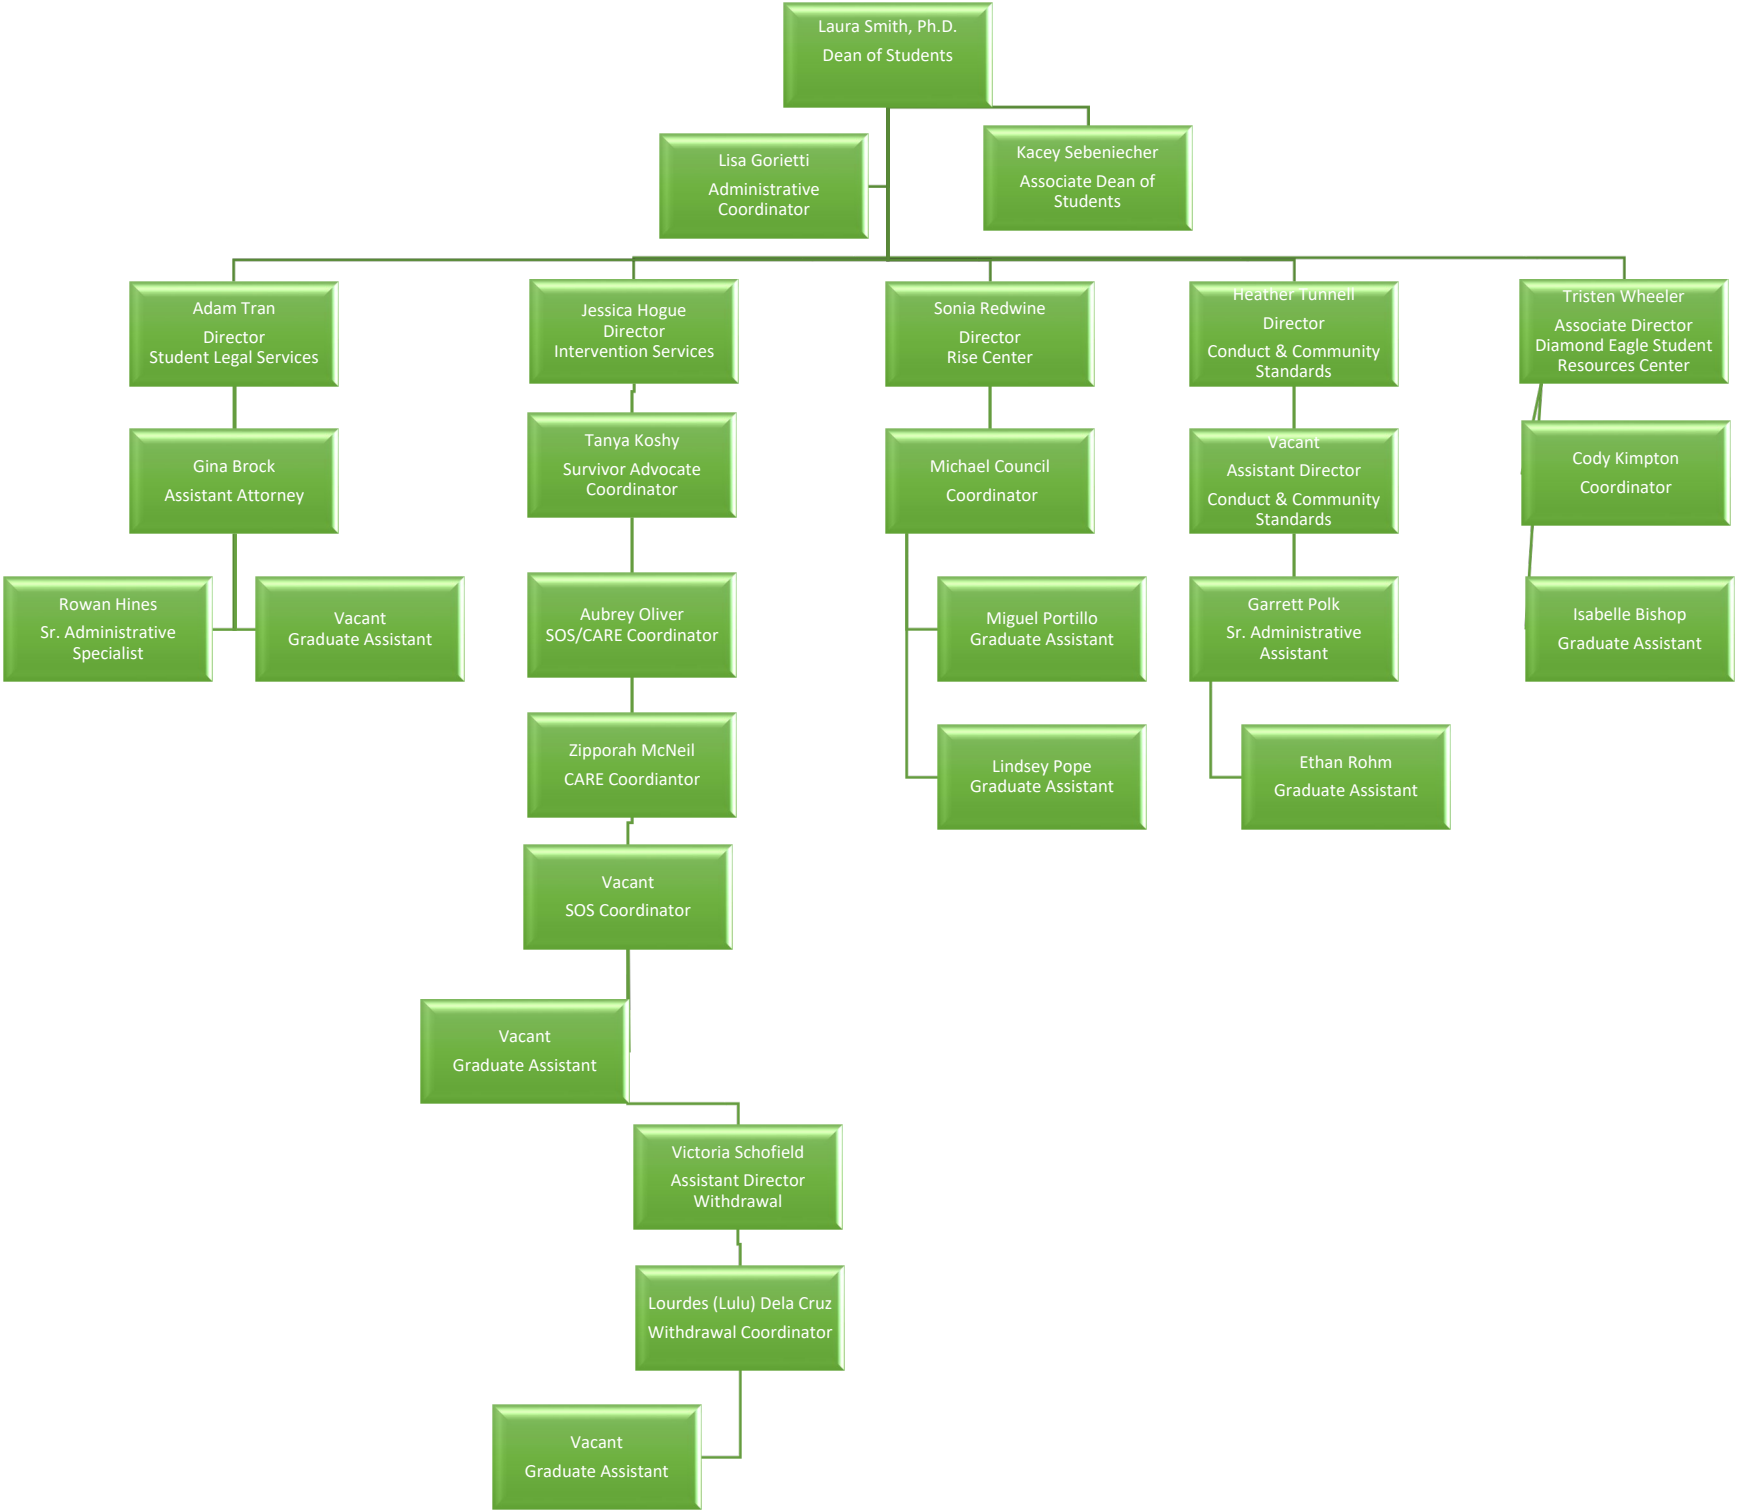 Laura Smith, Ph.D.
Dean of Students
Lisa Gorietti
Administrative
Coordinator
Kacey Sebeniecher
Associate Dean of
Students
Adam Tran
Director
Student Legal Services
Jessica Hogue
Director
Intervention Services
Sonia Redwine
Director
Rise Center
Heather Tunnell
Director
Conduct & Community
Standards
Tristen Wheeler
Associate Director
Diamond Eagle Student
Resources Center
Gina Brock
Assistant Attorney
Tanya Koshy
Survivor Advocate
Coordinator
Michael Council
Coordinator
Vacant
Assistant Director
Conduct & Community
Standards
Cody Kimpton
Coordinator
Rowan Hines
Sr. Administrative
Specialist
Vacant
Graduate Assistant
Aubrey Oliver
SOS/CARE Coordinator
Miguel Portillo
Graduate Assistant
Garrett Polk
Sr. Administrative
Assistant
Isabelle Bishop
Graduate Assistant
Zipporah McNeil
CARE Coordiantor
Lindsey Pope
Graduate Assistant
Ethan Rohm
Graduate Assistant
Vacant
SOS Coordinator
Vacant
Graduate Assistant
Victoria Schofield
Assistant Director
Withdrawal
Lourdes (Lulu) Dela Cruz
Withdrawal Coordinator
Vacant
Graduate Assistant